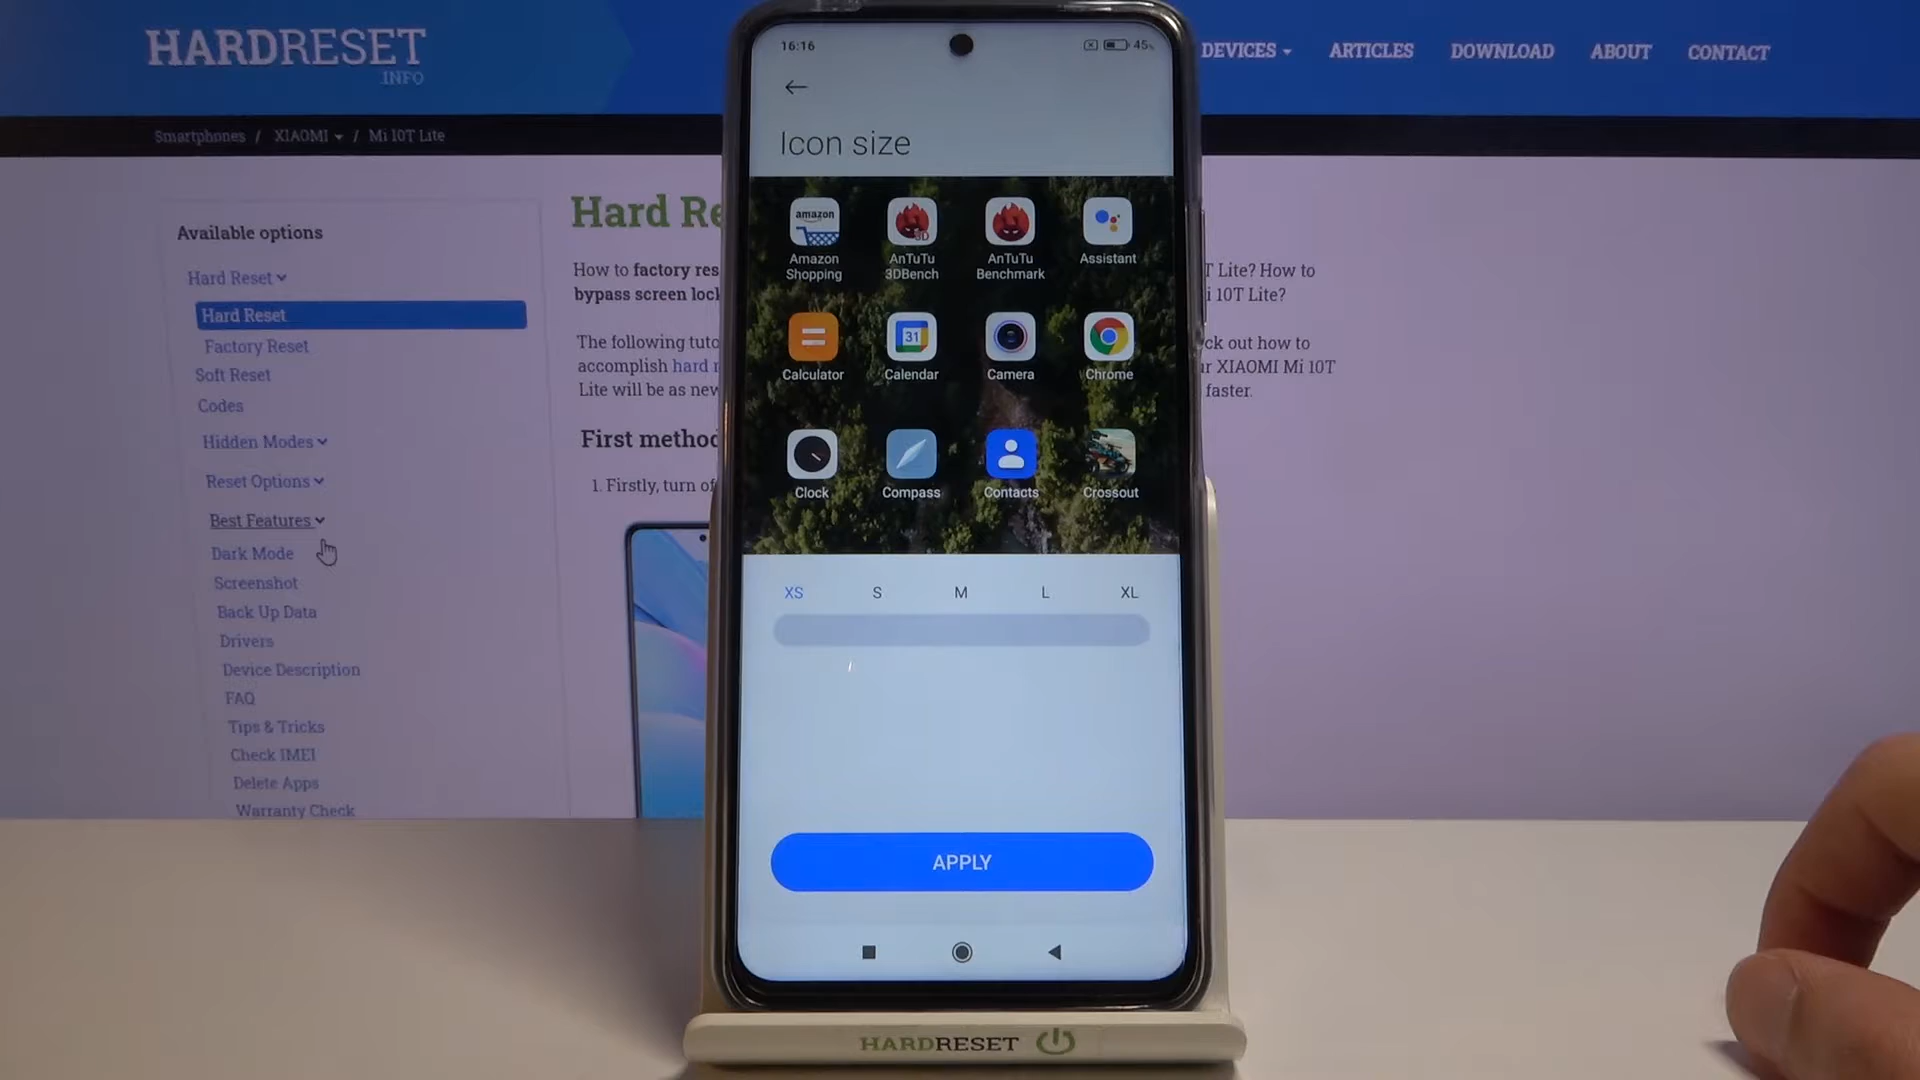 HARDRESET
.INFO
DEVICES
ARTICLES
DOWNLOAD
ABOUT
CONTACT
Smartphones / XIAOMI / Mi 10T Lite
Available options
Hard Reset
Hard Reset
Factory Reset
Soft Reset
Codes
Hidden Modes
Reset Options
Best Features
Dark Mode
Screenshot
Back Up Data
Drivers
Device Description
FAQ
Tips & Tricks
Check IMEI
Delete Apps
Warranty Check
Hard Re
How to factory res
bypass screen lock
The following tuto
accomplish hard r
Lite will be as new
First method
1. Firstly, turn of
T Lite? How to
i 10T Lite?
ck out how to
r XIAOMI Mi 10T
faster.
16:16
45%
Icon size
amazon
3D
Amazon
Shopping
AnTuTu
3DBench
AnTuTu
Benchmark
Assistant
31
Calculator
Calendar
Camera
Chrome
Clock
Compass
Contacts
Crossout
XS S M L XL
APPLY
HARDRESET